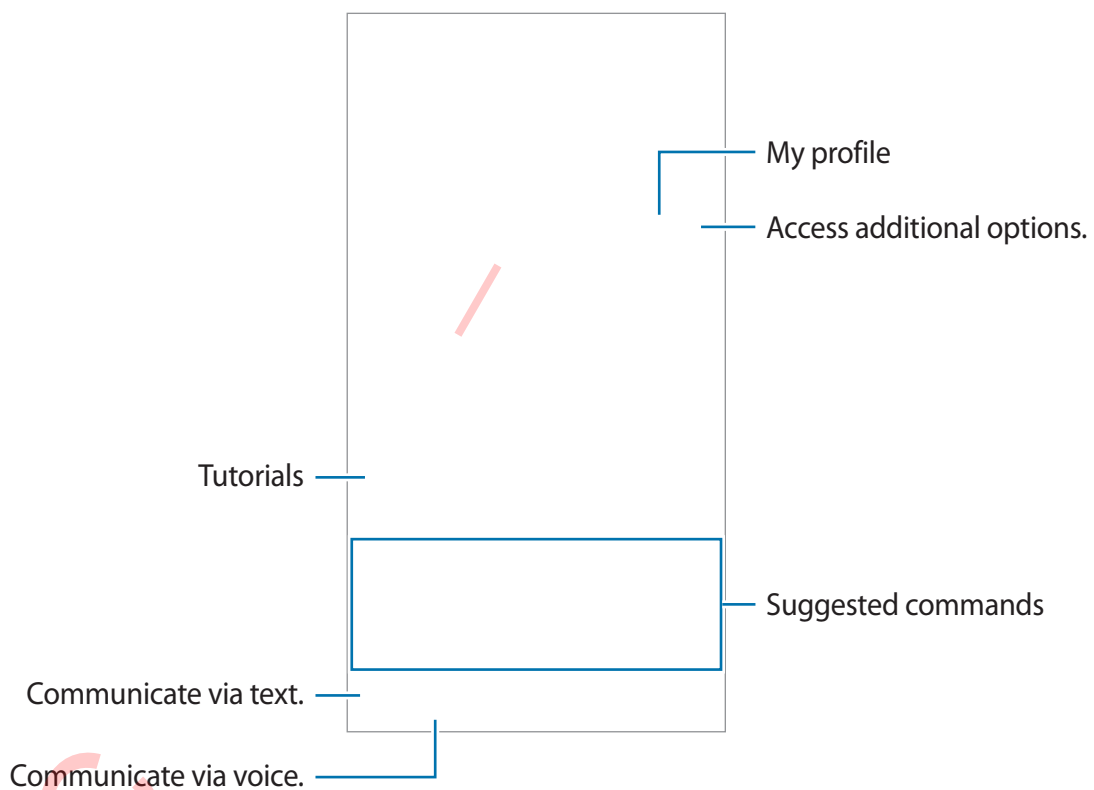 My profile
Access additional options.
Tutorials
Suggested commands
Communicate via text.
Communicate via voice.